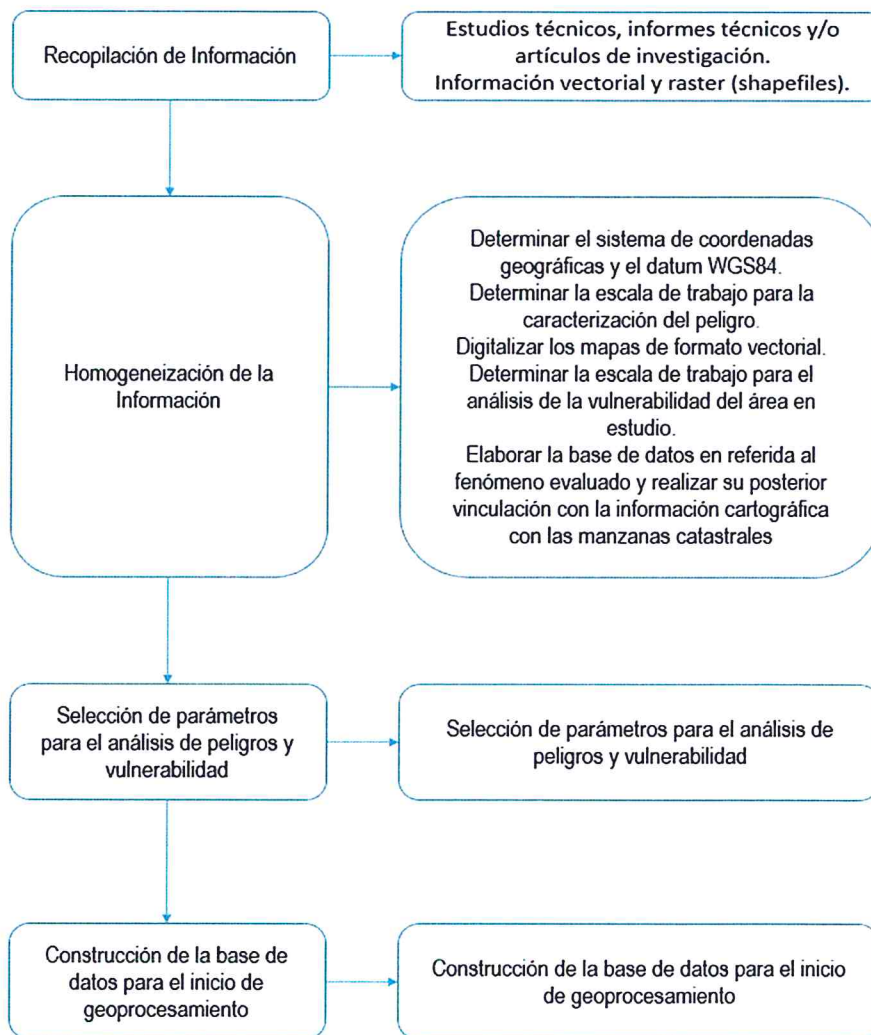 Recopilación de Información
Estudios técnicos, informes técnicos y/o
artículos de investigación.
Información vectorial y raster (shapefiles).
Homogeneización de la
Información
Determinar el sistema de coordenadas
geográficas y el datum WGS84.
Determinar la escala de trabajo para la
caracterización del peligro.
Digitalizar los mapas de formato vectorial.
Determinar la escala de trabajo para el
análisis de la vulnerabilidad del área en
estudio.
Elaborar la base de datos en referida al
fenómeno evaluado y realizar su posterior
vinculación con la información cartográfica
con las manzanas catastrales
Selección de parámetros
para el análisis de peligros y
vulnerabilidad
Selección de parámetros para el análisis de
peligros y vulnerabilidad
Construcción de la base de
datos para el inicio de
geoprocesamiento
Construcción de la base de datos para el inicio
de geoprocesamiento